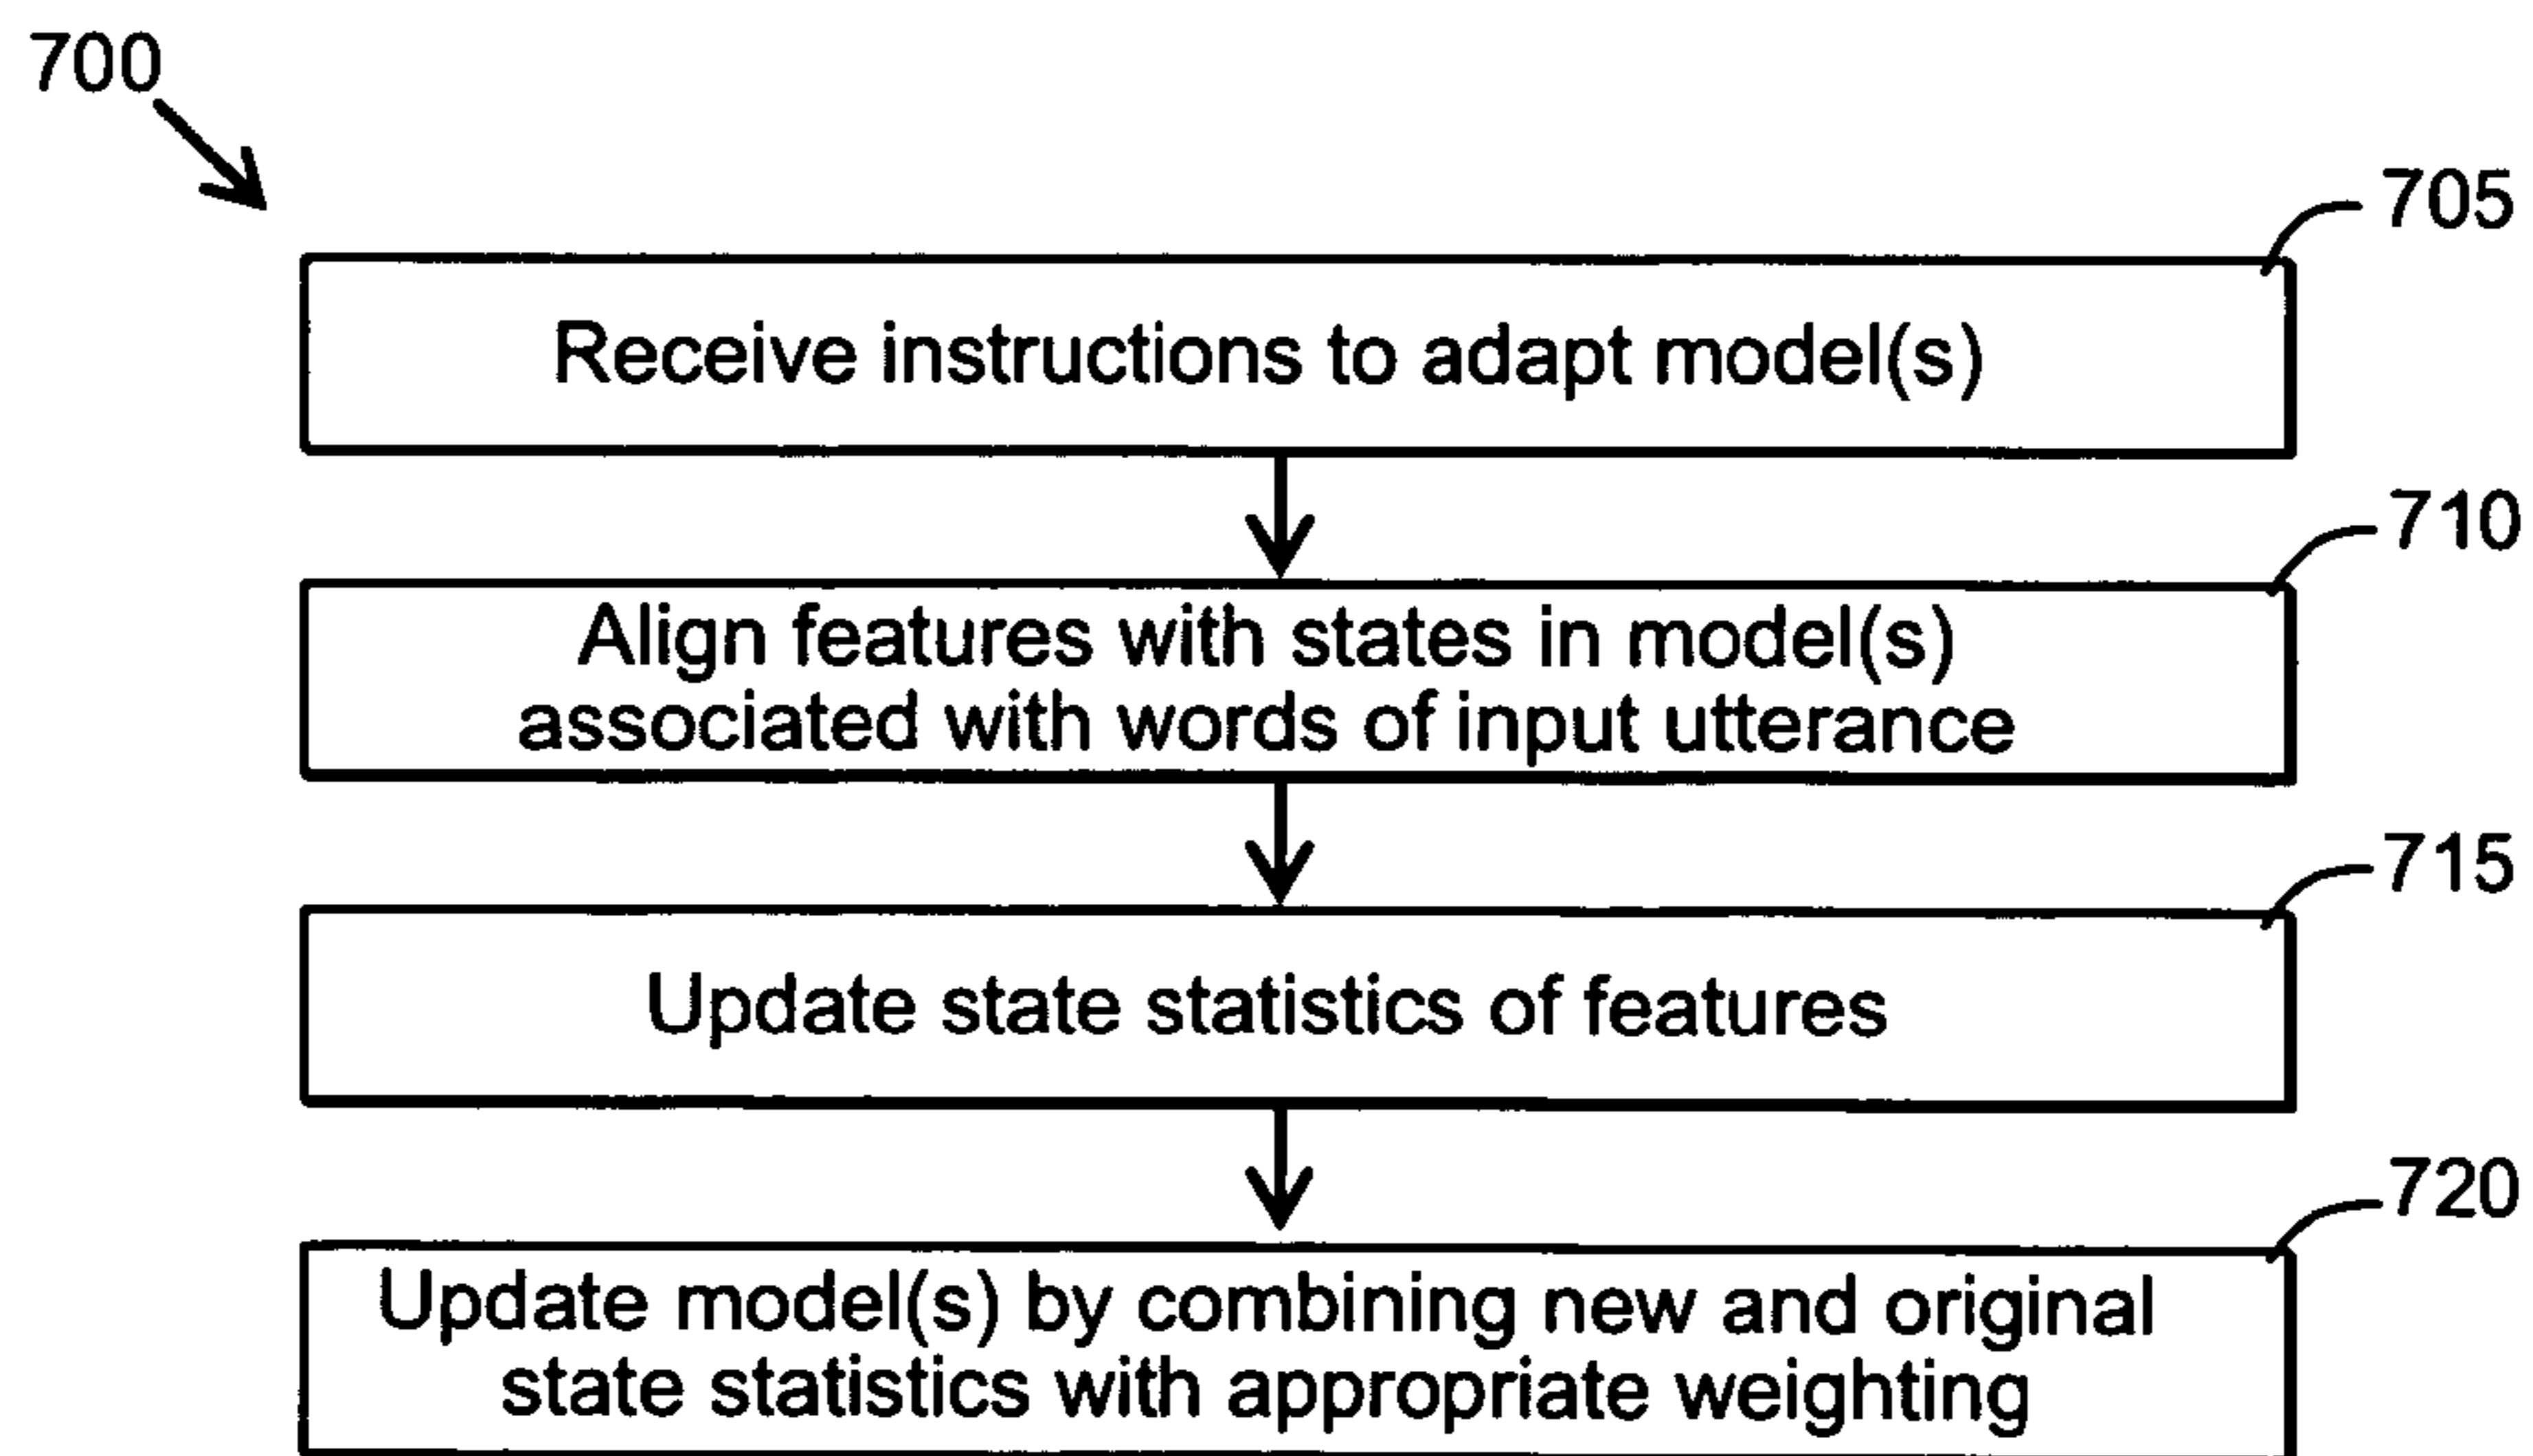 700
705
Receive instructions to adapt model(s)
710
Align features with states in model(s)
associated with words of input utterance
715
Update state statistics of features
720
Update model(s) by combining new and original
state statistics with appropriate weighting